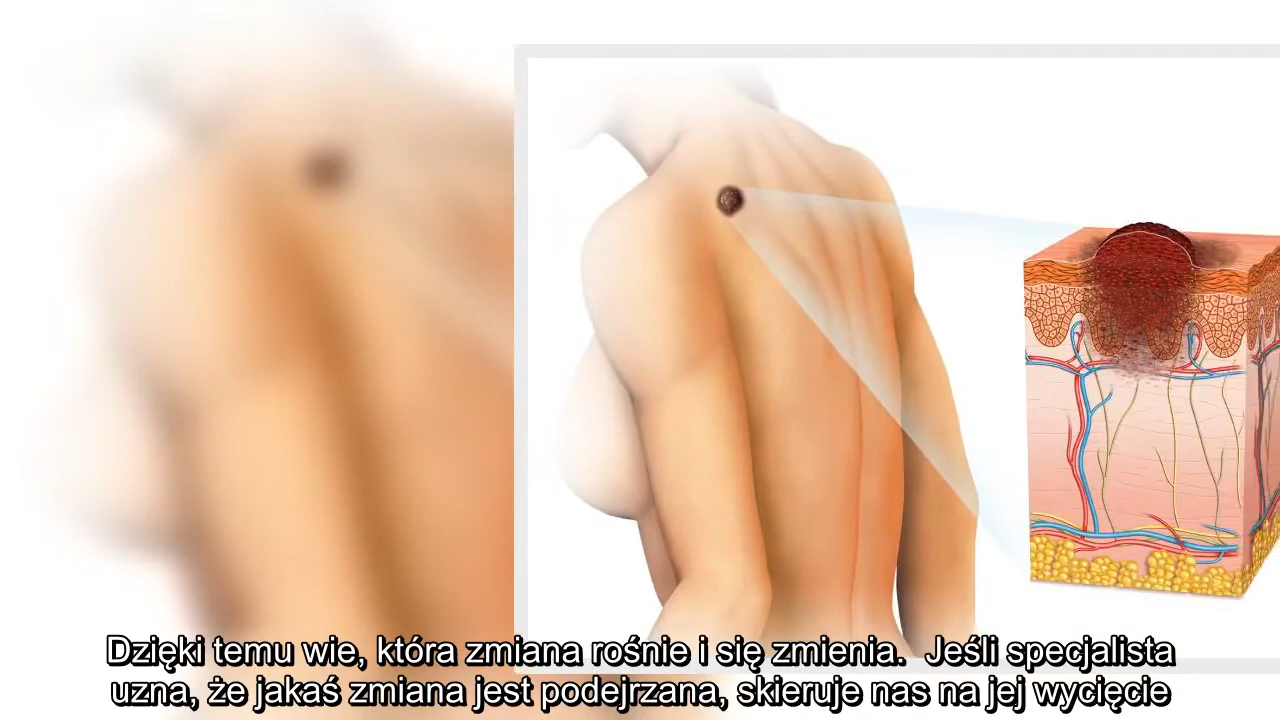 Dzięki temu wie, która zmiana rośnie i się zmienia.  Jeśli specjalista
uzna, że jakaś zmiana jest podejrzana, skieruje nas na jej wycięcie